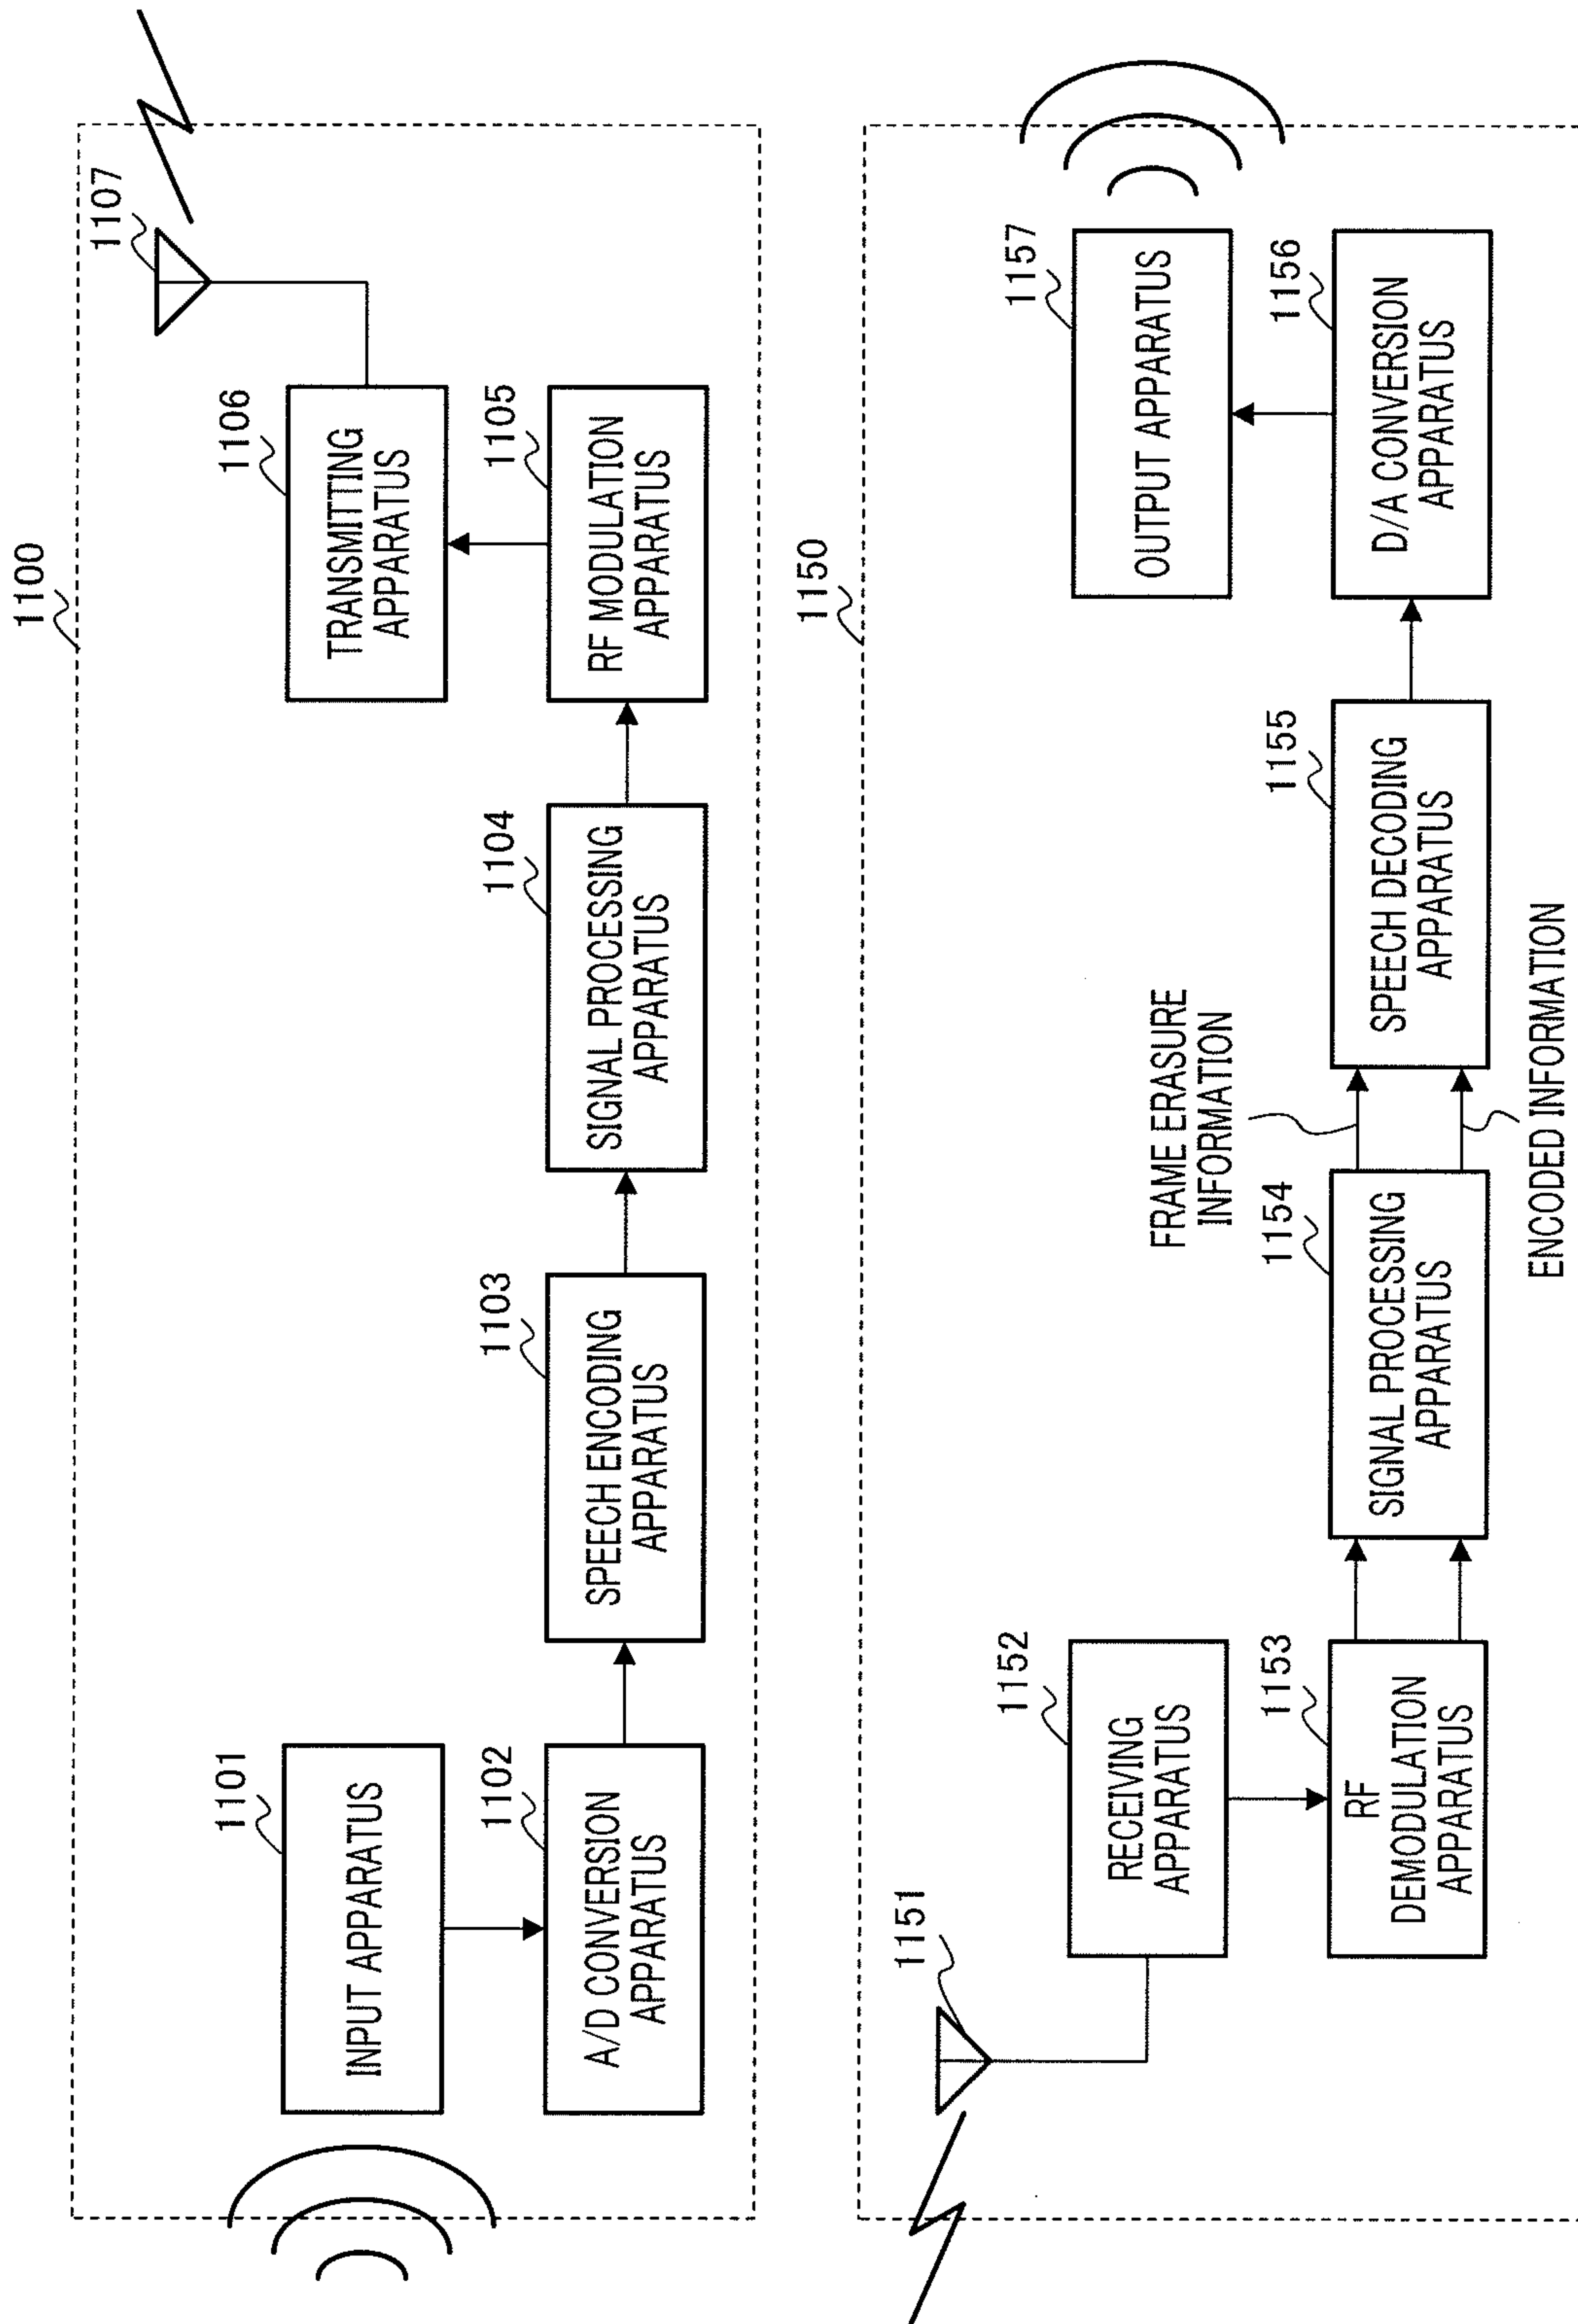 1100
1101
INPUT APPARATUS
1102
A/D CONVERSION
APPARATUS
1103
SPEECH ENCODING
APPARATUS
1104
SIGNAL PROCESSING
APPARATUS
1105
RF MODULATION
APPARATUS
1106
TRANSMITTING
APPARATUS
1107
1150
1151
1152
RECEIVING
APPARATUS
1153
RF
DEMODULATION
APPARATUS
1154
SIGNAL PROCESSING
APPARATUS
FRAME ERASURE
INFORMATION
ENCODED INFORMATION
1155
SPEECH DECODING
APPARATUS
1156
D/A CONVERSION
APPARATUS
1157
OUTPUT APPARATUS